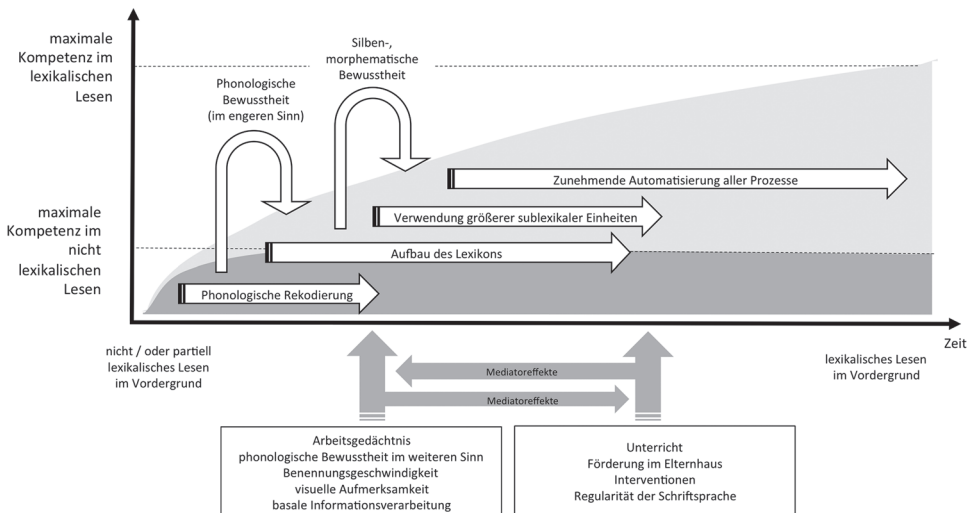 maximale
Kompetenz im
lexikalischen
Lesen
Silben-,
morphematische
Bewusstheit
Phonologische
Bewusstheit
(im engeren Sinn)
Zunehmende Automatisierung aller Prozesse
maximale
Kompetenz im
nicht
lexikalischen
Lesen
Verwendung größerer sublexikaler Einheiten
Aufbau des Lexikons
Phonologische Rekodierung
Zeit
nicht / oder partiell
lexikalisches Lesen
im Vordergrund
lexikalisches Lesen
im Vordergrund
Mediatoreffekte
Mediatoreffekte
Arbeitsgedächtnis
phonologische Bewusstheit im weiteren Sinn
Benennungsgeschwindigkeit
visuelle Aufmerksamkeit
basale Informationsverarbeitung
Unterricht
Förderung im Elternhaus
Interventionen
Regularität der Schriftsprache